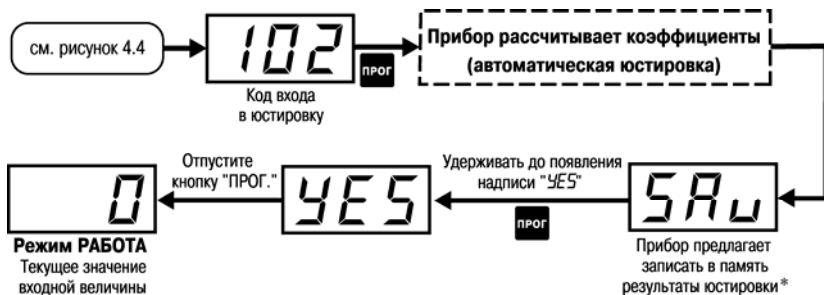 см. рисунок 4.4
102
ПРОГ
Код входа
в юстировку
Прибор рассчитывает коэффициенты
(автоматическая юстировка)
SAu
Прибор предлагает
записать в память
результаты юстировки*
Удерживать до появления
надписи "YES"
ПРОГ
YES
Отпустите
кнопку "ПРОГ."
0
Режим РАБОТА
Текущее значение
входной величины